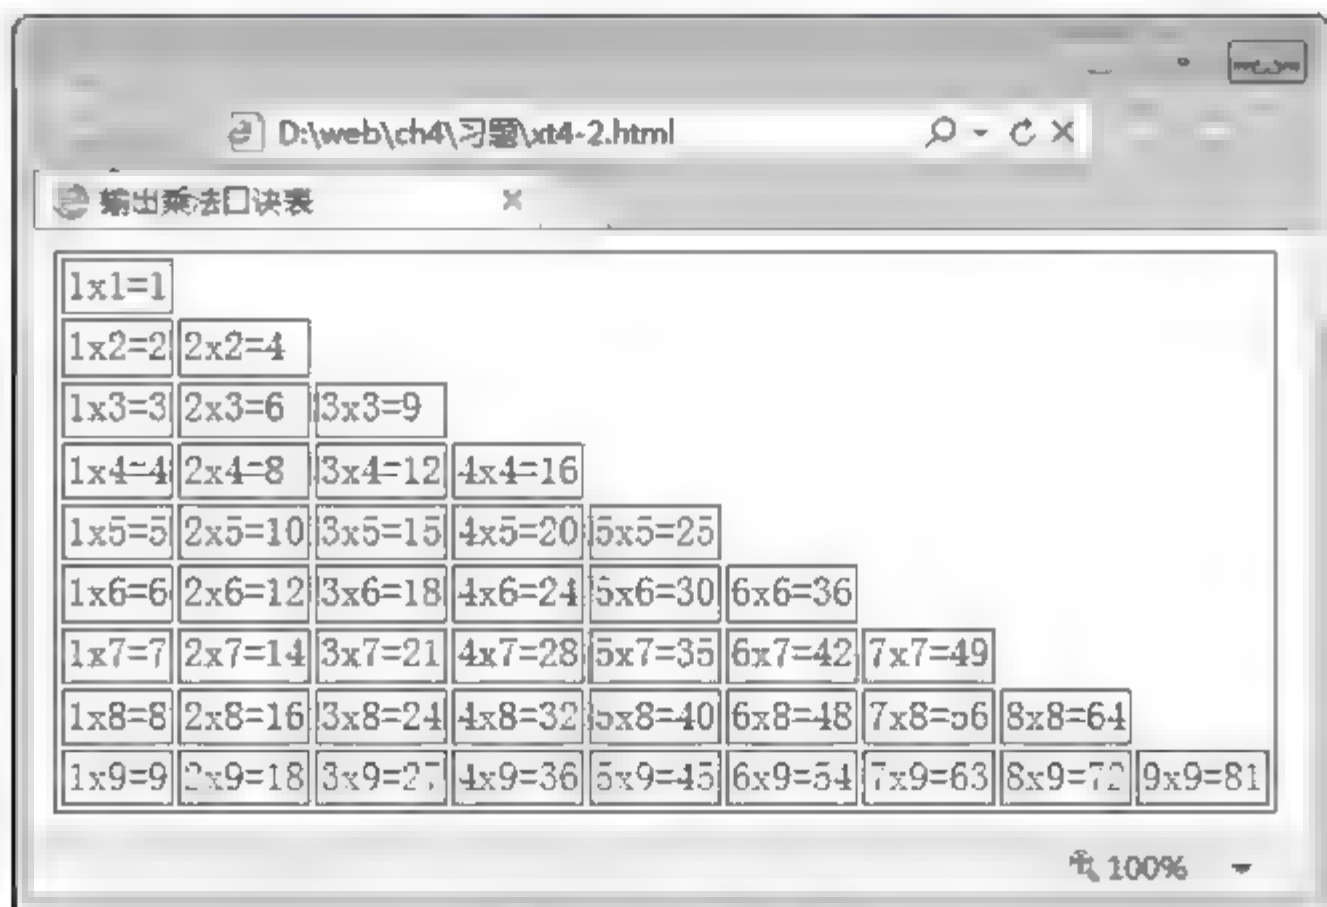 D:\web\ch4\习题\xt4-2.html
输出乘法口诀表
1x1=1
1x2=2 2x2=4
1x3=3 2x3=6 3x3=9
1x4=4 2x4=8 3x4=12 4x4=16
1x5=5 2x5=10 3x5=15 4x5=20 5x5=25
1x6=6 2x6=12 3x6=18 4x6=24 5x6=30 6x6=36
1x7=7 2x7=14 3x7=21 4x7=28 5x7=35 6x7=42 7x7=49
1x8=8 2x8=16 3x8=24 4x8=32 5x8=40 6x8=48 7x8=56 8x8=64
1x9=9 2x9=18 3x9=27 4x9=36 5x9=45 6x9=54 7x9=63 8x9=72 9x9=81
100%